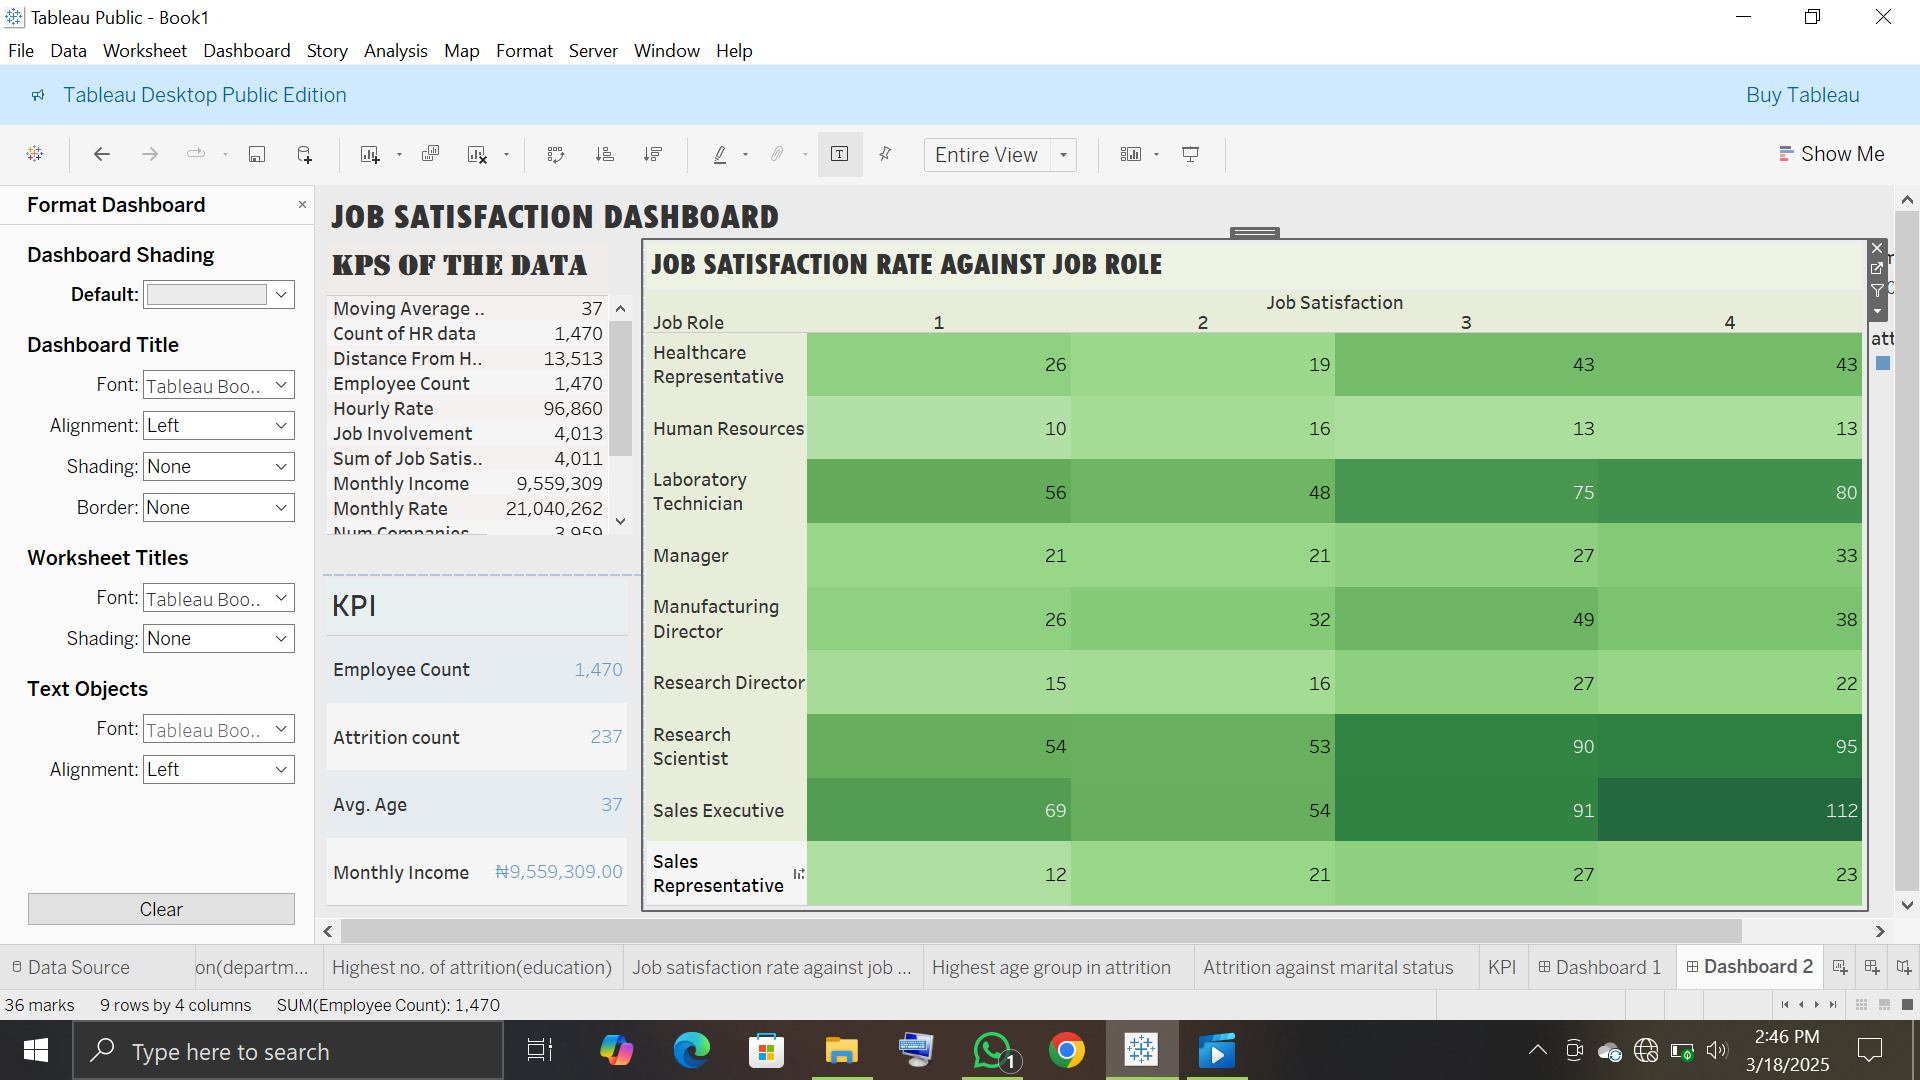 Tableau Public - Book1
File Data Worksheet Dashboard Story Analysis Map Format Server Window Help
Tableau Desktop Public Edition
Buy Tableau
Entire View
Show Me
Format Dashboard
Dashboard Shading
Default:
Dashboard Title
Font: Tableau Boo..
Alignment: Left
Shading: None
Border: None
Worksheet Titles
Font: Tableau Boo..
Shading: None
Text Objects
Font: Tableau Boo..
Alignment: Left
Clear
JOB SATISFACTION DASHBOARD
KPS OF THE DATA
Moving Average .. 37
Count of HR data 1,470
Distance From H.. 13,513
Employee Count 1,470
Hourly Rate 96,860
Job Involvement 4,013
Sum of Job Satis.. 4,011
Monthly Income 9,559,309
Monthly Rate 21,040,262
Num Companies 3,959
KPI
Employee Count 1,470
Attrition count 237
Avg. Age 37
Monthly Income ₦9,559,309.00
JOB SATISFACTION RATE AGAINST JOB ROLE
Job Satisfaction
Job Role 1 2 3 4
Healthcare
Representative 26 19 43 43
Human Resources 10 16 13 13
Laboratory
Technician 56 48 75 80
Manager 21 21 27 33
Manufacturing
Director 26 32 49 38
Research Director 15 16 27 22
Research
Scientist 54 53 90 95
Sales Executive 69 54 91 112
Sales
Representative 12 21 27 23
att
Data Source on(departm... Highest no. of attrition(education) Job satisfaction rate against job ... Highest age group in attrition Attrition against marital status KPI Dashboard 1 Dashboard 2
36 marks 9 rows by 4 columns SUM(Employee Count): 1,470
Type here to search
1
2:46 PM
3/18/2025